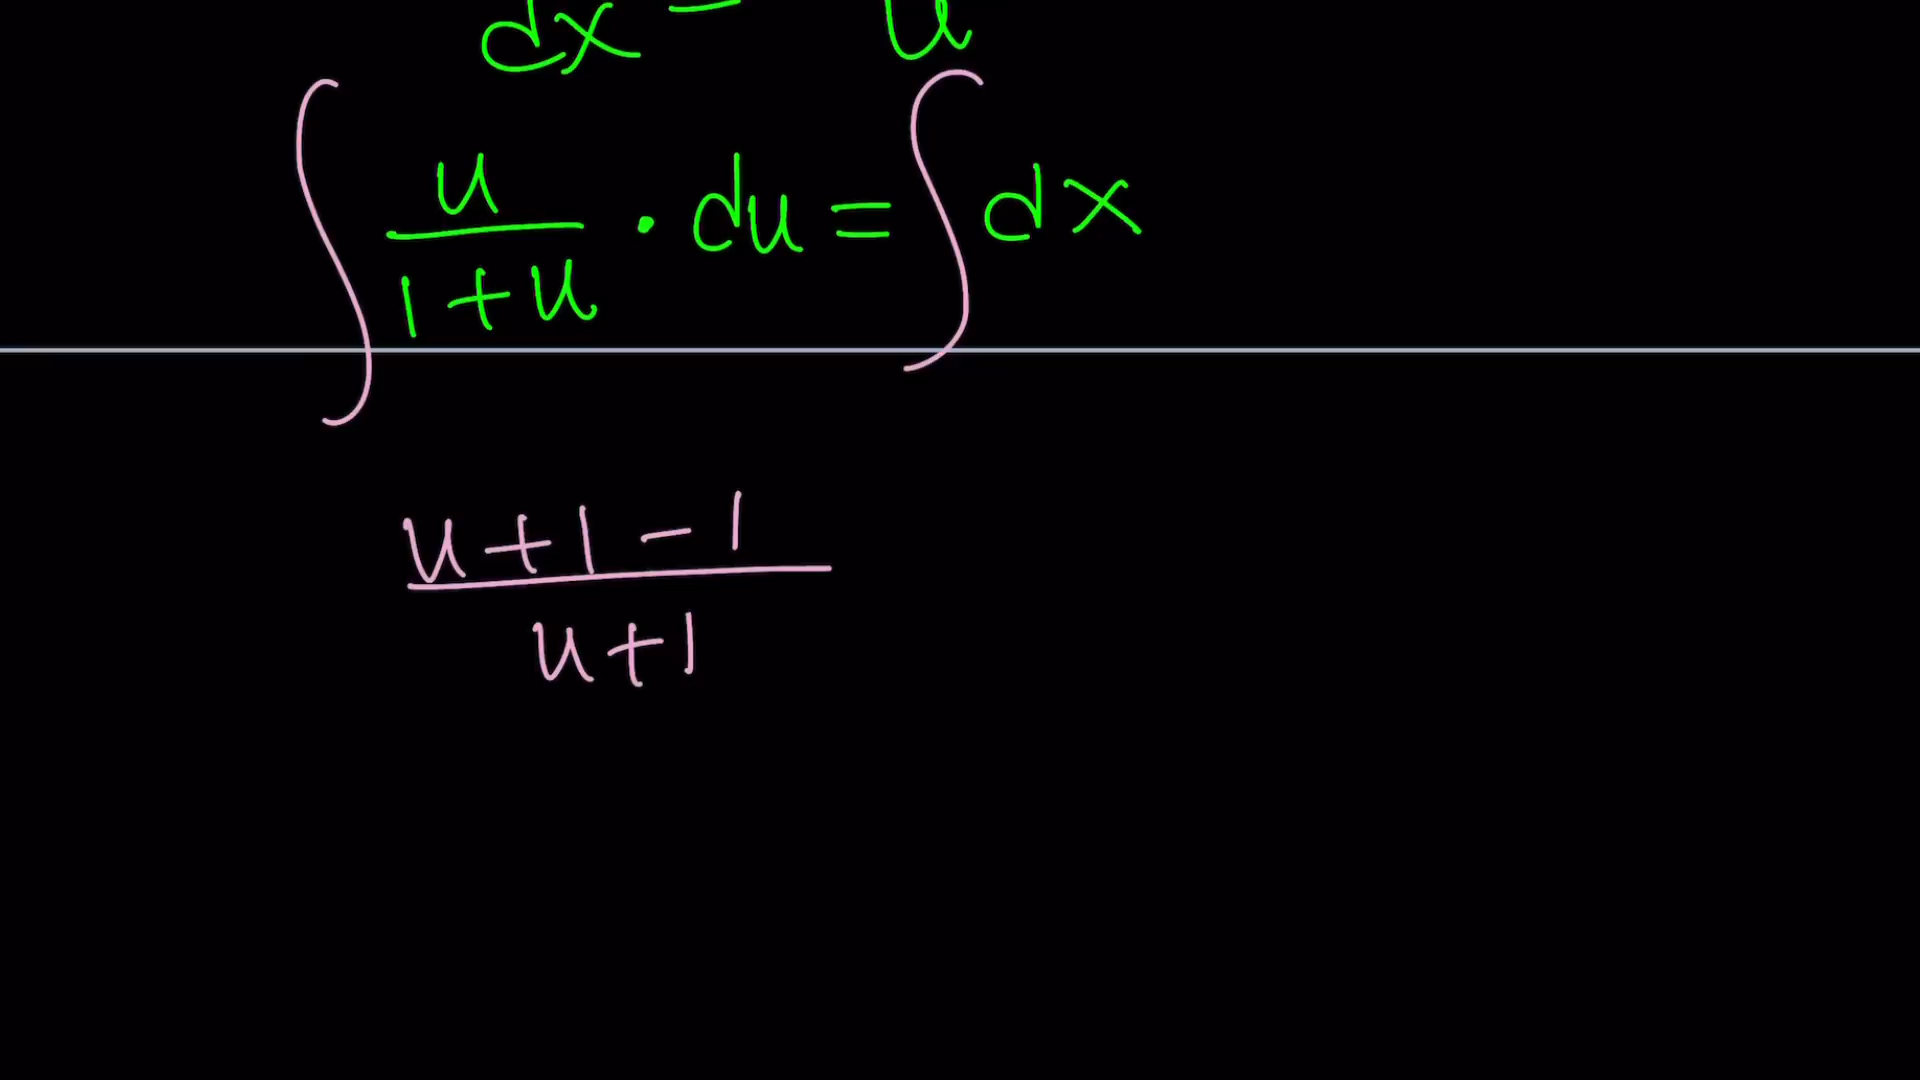 dx = u
∫ u/(1+u) · du = ∫ dx
(u+1-1)/(u+1)